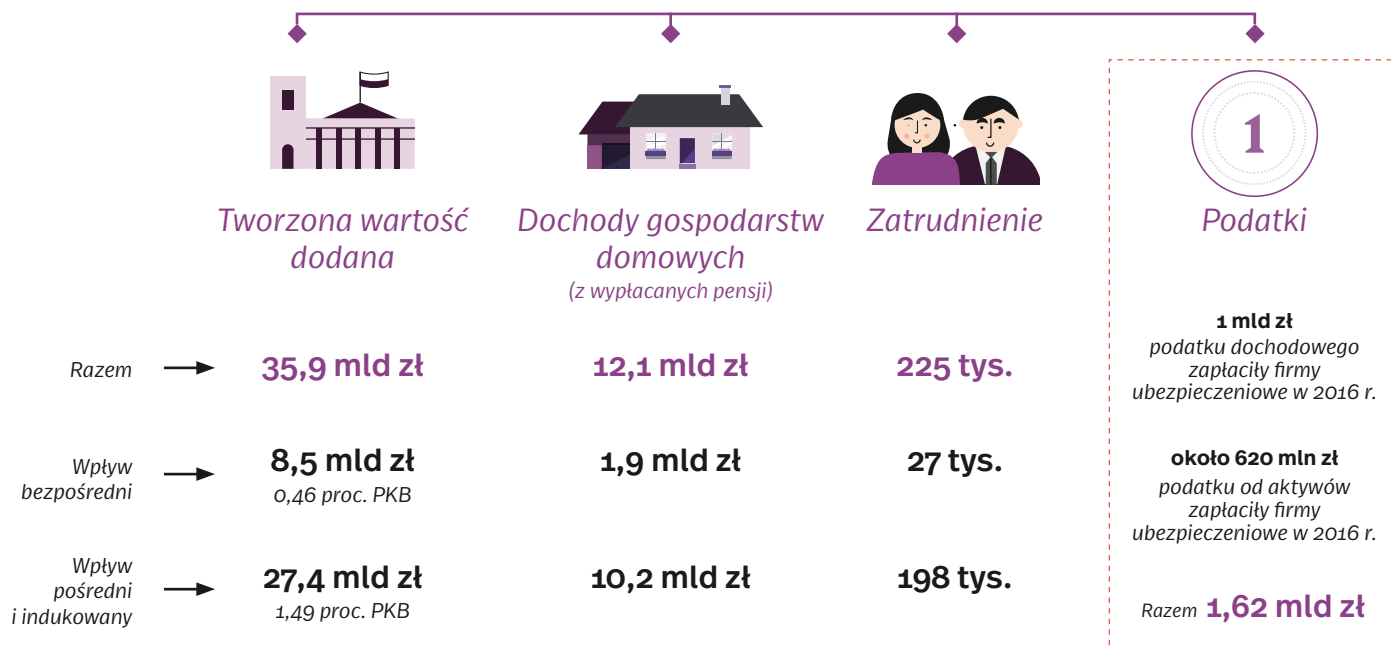 1
Tworzona wartość
dodana
Dochody gospodarstw
domowych
(z wypłacanych pensji)
Zatrudnienie
Podatki
Razem
35,9 mld zł
12,1 mld zł
225 tys.
Wpływ
bezpośredni
8,5 mld zł
0,46 proc. PKB
1,9 mld zł
27 tys.
Wpływ
pośredni
i indukowany
27,4 mld zł
1,49 proc. PKB
10,2 mld zł
198 tys.
1 mld zł
podatku dochodowego
zapłaciły firmy
ubezpieczeniowe w 2016 r.
około 620 mln zł
podatku od aktywów
zapłaciły firmy
ubezpieczeniowe w 2016 r.
Razem 1,62 mld zł